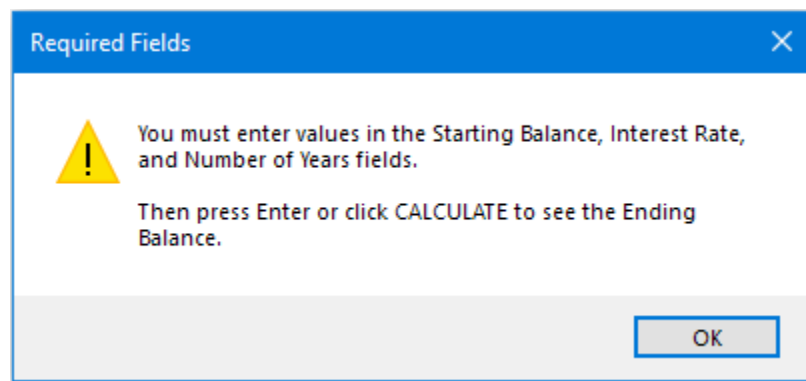 Required Fields
You must enter values in the Starting Balance, Interest Rate,
and Number of Years fields.
Then press Enter or click CALCULATE to see the Ending
Balance.
OK